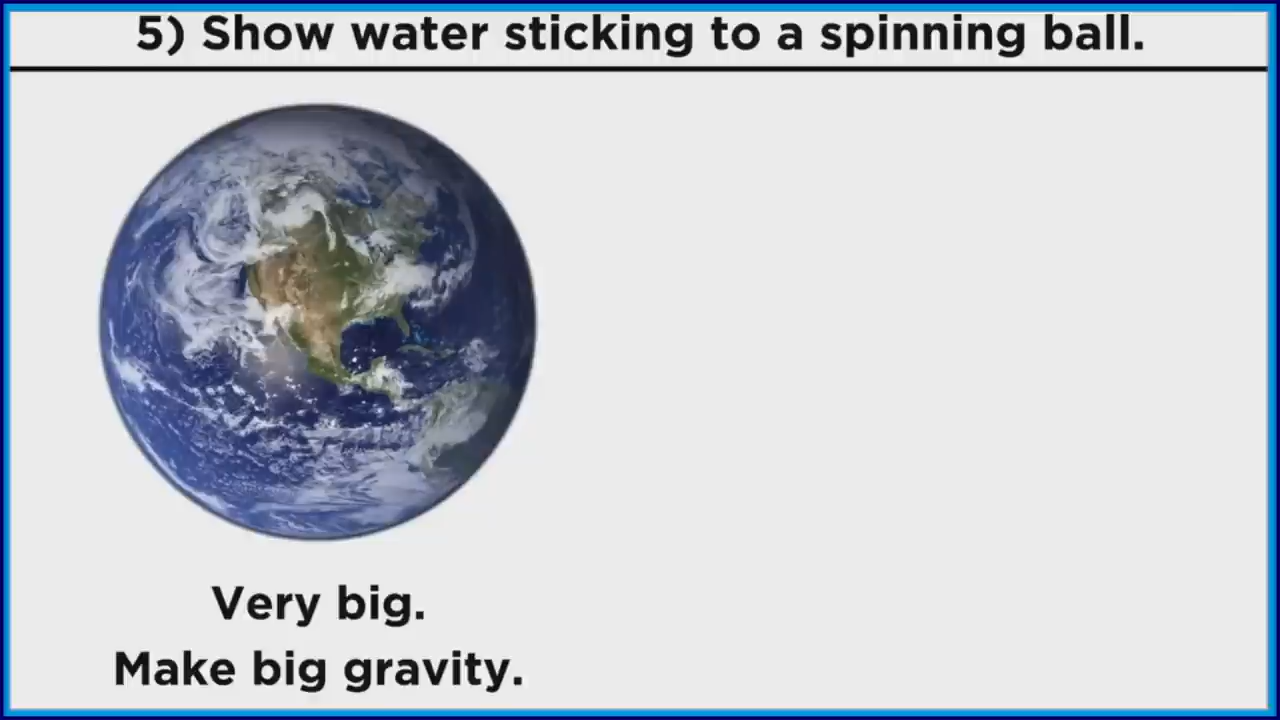 5) Show water sticking to a spinning ball.
Very big.
Make big gravity.